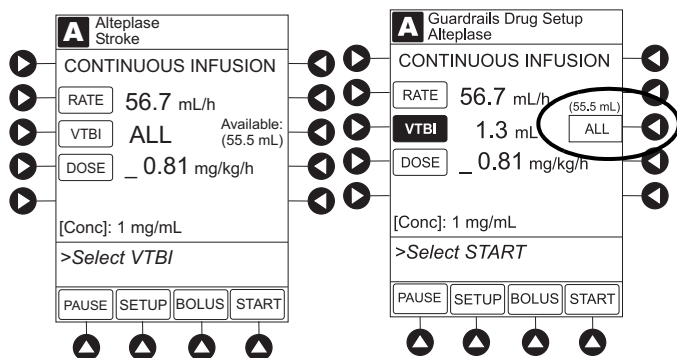 A Alteplase
Stroke
CONTINUOUS INFUSION
RATE 56.7 mL/h
VTBI ALL Available:
(55.5 mL)
DOSE _ 0.81 mg/kg/h
[Conc]: 1 mg/mL
>Select VTBI
PAUSE SETUP BOLUS START
A Guardrails Drug Setup
Alteplase
CONTINUOUS INFUSION
RATE 56.7 mL/h
(55.5 mL)
VTBI 1.3 mL ALL
DOSE _ 0.81 mg/kg/h
[Conc]: 1 mg/mL
>Select START
PAUSE SETUP BOLUS START